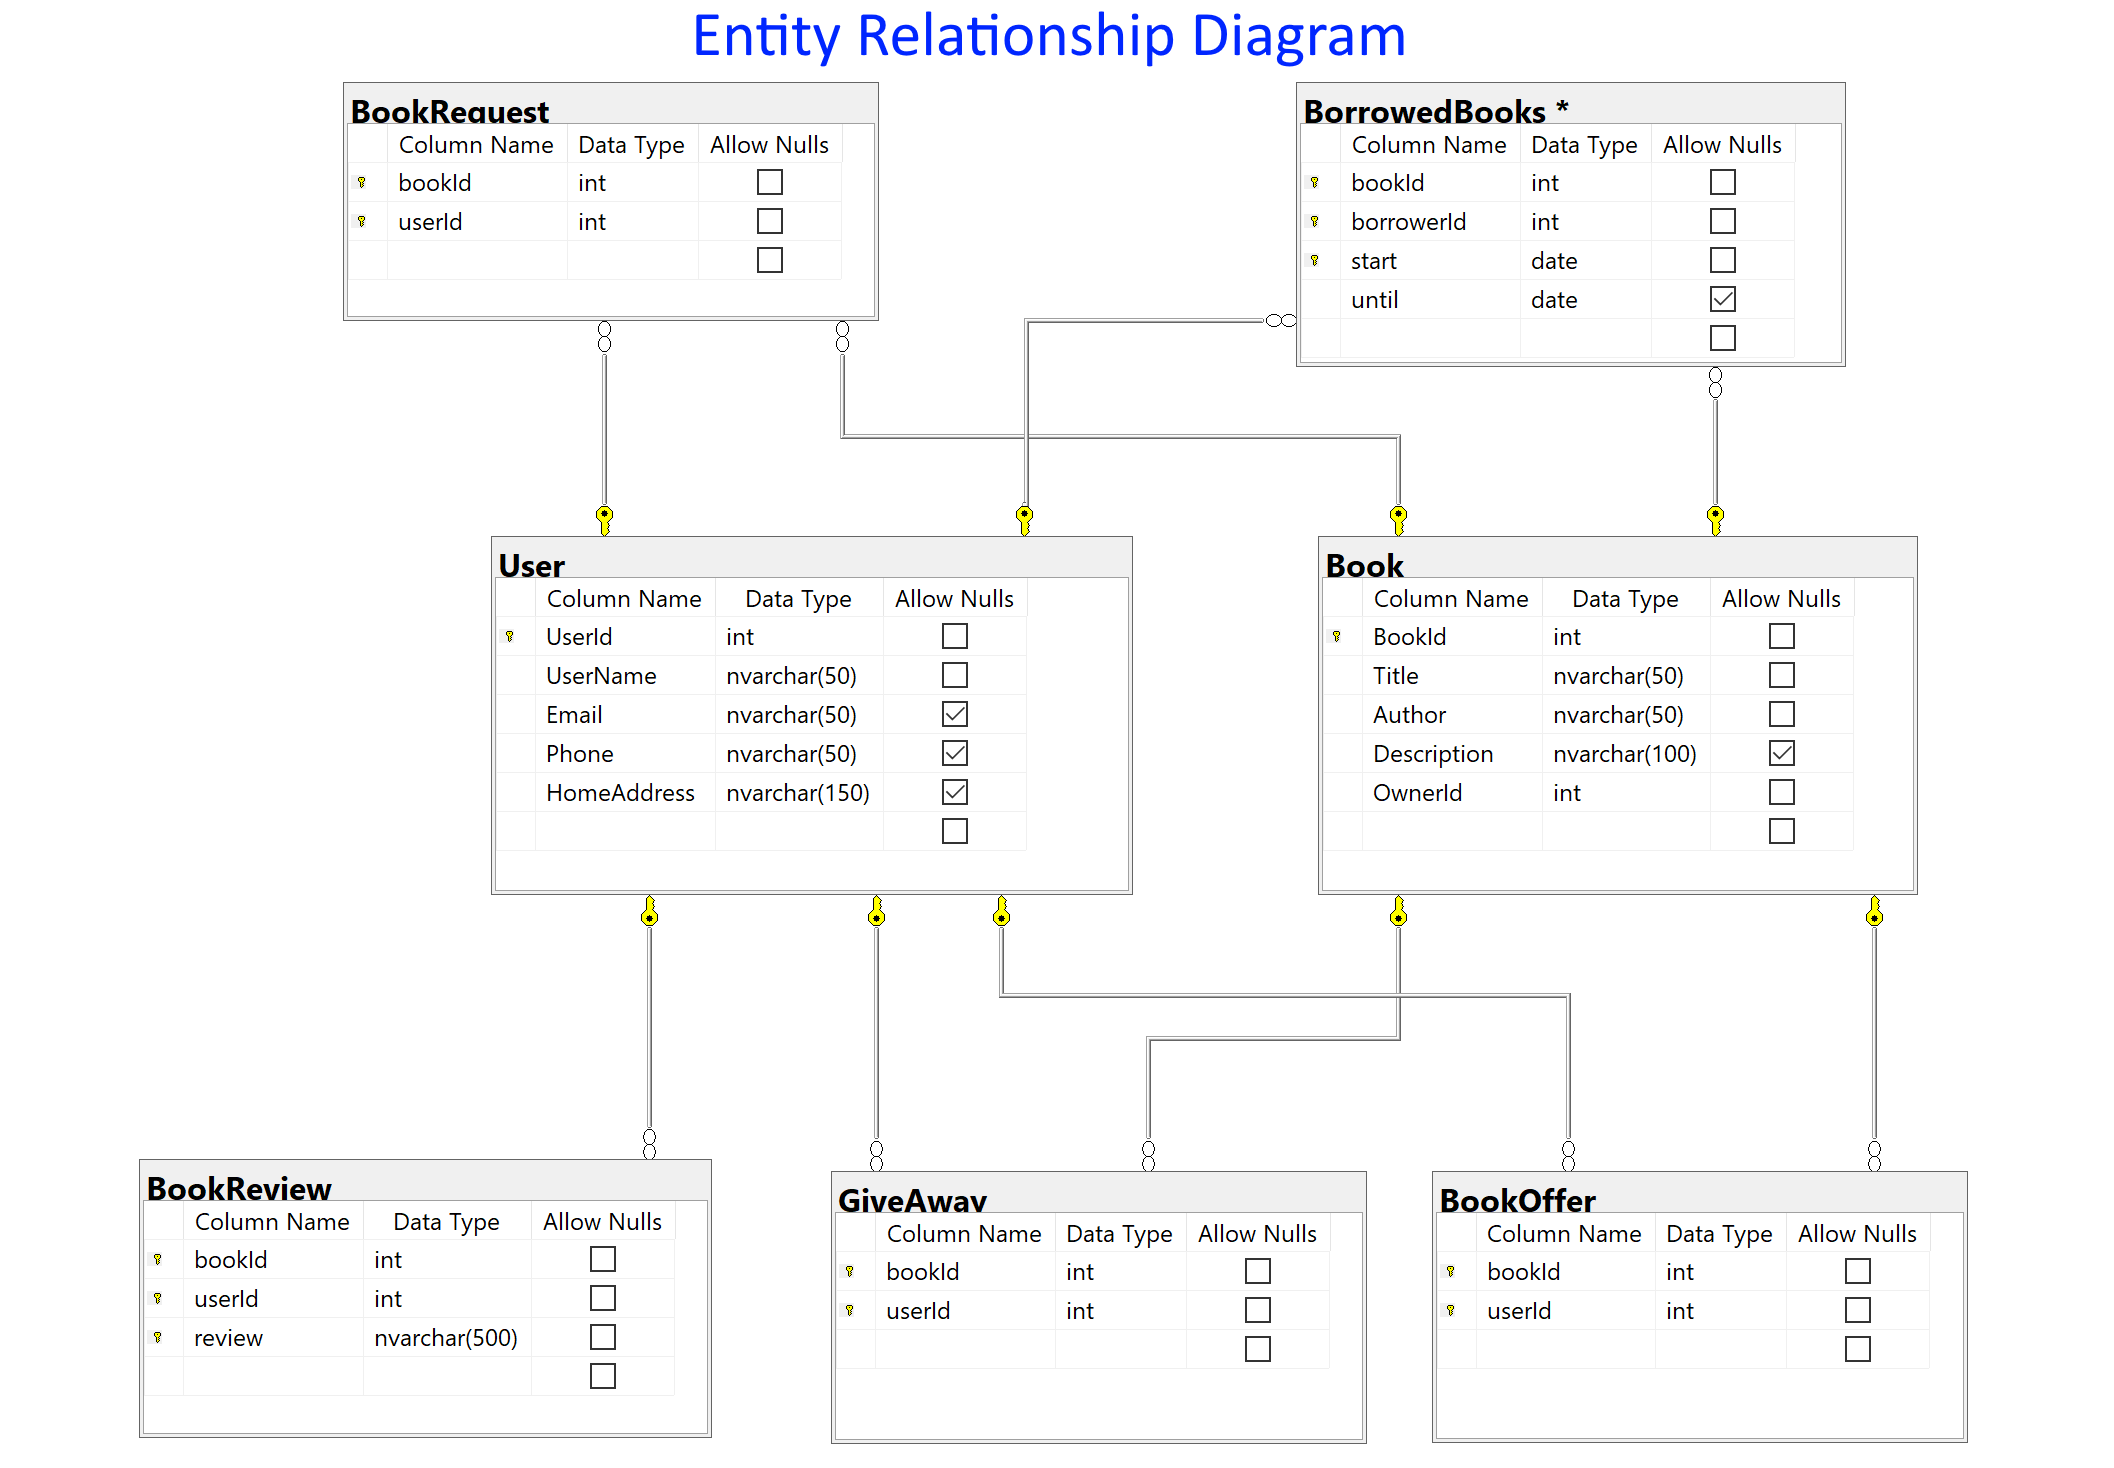 Entity Relationship Diagram
BookRequest
Column Name Data Type Allow Nulls
bookId int
userId int
BorrowedBooks *
Column Name Data Type Allow Nulls
bookId int
borrowerId int
start date
until date
User
Column Name Data Type Allow Nulls
UserId int
UserName nvarchar(50)
Email nvarchar(50)
Phone nvarchar(50)
HomeAddress nvarchar(150)
Book
Column Name Data Type Allow Nulls
BookId int
Title nvarchar(50)
Author nvarchar(50)
Description nvarchar(100)
OwnerId int
BookReview
Column Name Data Type Allow Nulls
bookId int
userId int
review nvarchar(500)
GiveAway
Column Name Data Type Allow Nulls
bookId int
userId int
BookOffer
Column Name Data Type Allow Nulls
bookId int
userId int